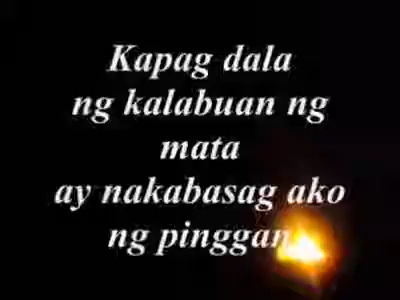 Kapag dala
ng kalabuan ng
mata
ay nakabasag ako
ng pinggan